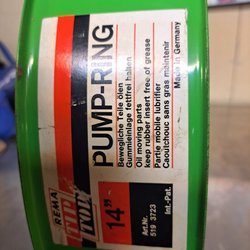 REMA
TIP TOP
PUMP-RING
Bewegliche Teile ölen
Gummieinlage fettfrei halten
Oil moving parts
keep rubber insert free of grease
Partie mobile lubrifier
Caoutchouc sans gras maintenir
Made in Germany
14"
Art.Nr.
519 3723
Int.-Pat.